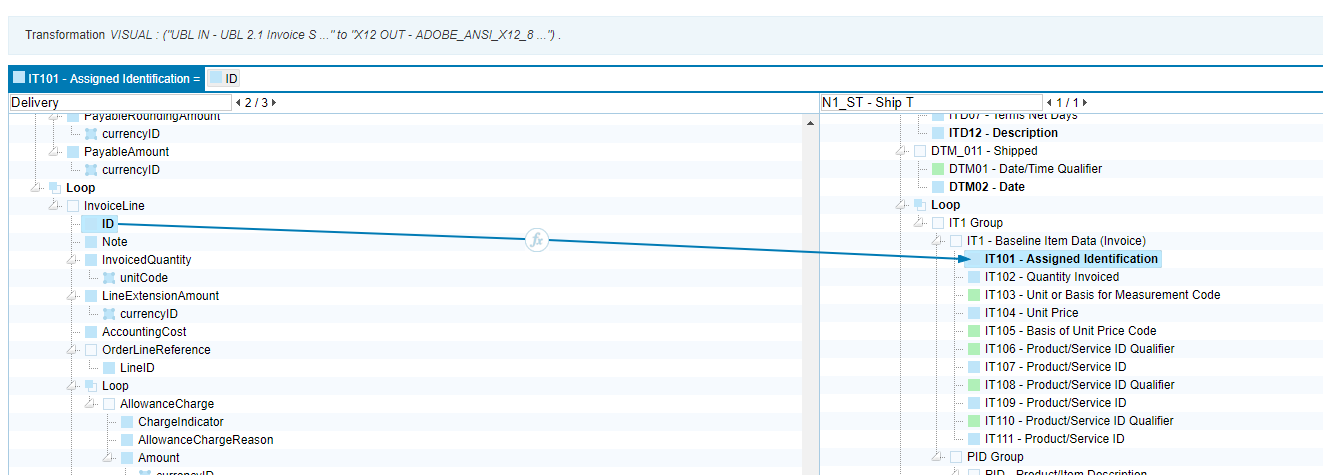 Transformation VISUAL : ("UBL IN - UBL 2.1 Invoice S ..." to "X12 OUT - ADOBE_ANSI_X12_8 ...") .
IT101 - Assigned Identification = ID
Delivery 2 / 3
PayableRoundingAmount
currencyID
PayableAmount
currencyID
Loop
InvoiceLine
ID
Note
InvoicedQuantity
unitCode
LineExtensionAmount
currencyID
AccountingCost
OrderLineReference
LineID
Loop
AllowanceCharge
ChargeIndicator
AllowanceChargeReason
Amount
currencyID
fx
N1_ST - Ship T 1 / 1
ITD07 - Terms Net Days
ITD12 - Description
DTM_011 - Shipped
DTM01 - Date/Time Qualifier
DTM02 - Date
Loop
IT1 Group
IT1 - Baseline Item Data (Invoice)
IT101 - Assigned Identification
IT102 - Quantity Invoiced
IT103 - Unit or Basis for Measurement Code
IT104 - Unit Price
IT105 - Basis of Unit Price Code
IT106 - Product/Service ID Qualifier
IT107 - Product/Service ID
IT108 - Product/Service ID Qualifier
IT109 - Product/Service ID
IT110 - Product/Service ID Qualifier
IT111 - Product/Service ID
PID Group
PID - Product/Item Description